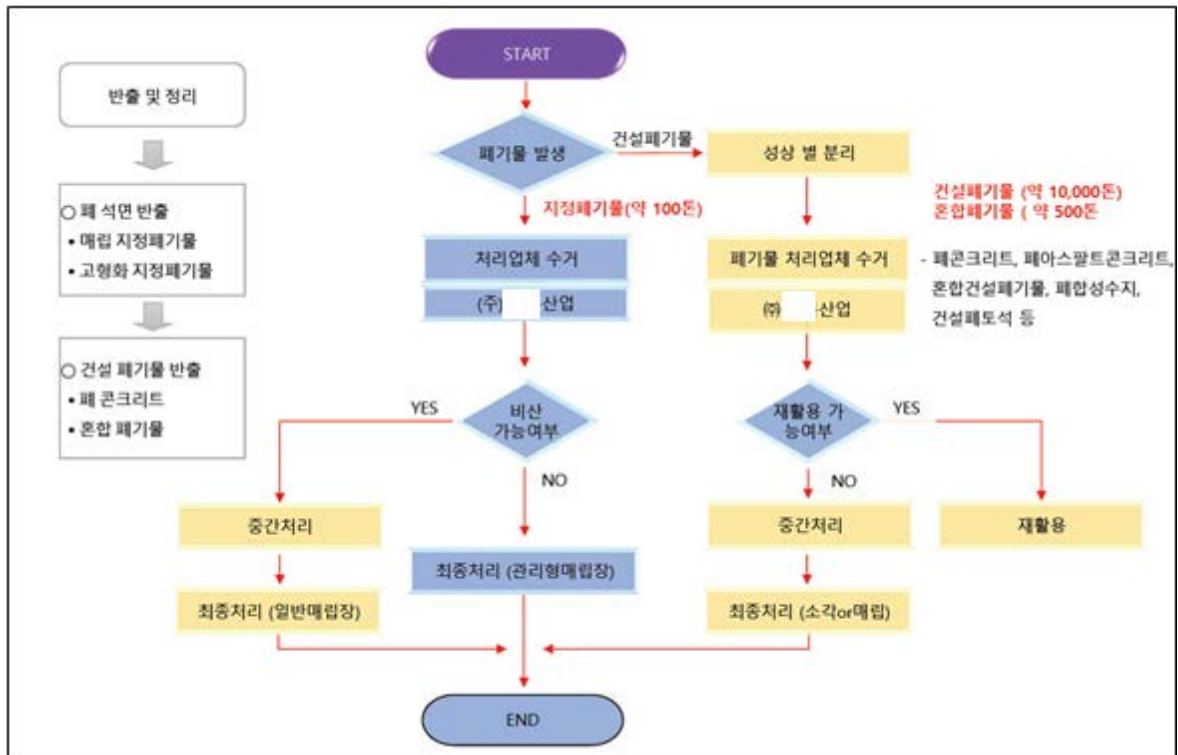 START
반출 및 정리
폐기물 발생
건설폐기물
성상 별 분리
지정폐기물(약 100톤)
건설폐기물 (약 10,000톤)
혼합폐기물 ( 약 500톤
○ 폐 석면 반출
• 매립 지정폐기물
• 고형화 지정폐기물
처리업체 수거
(주) 산업
폐기물 처리업체 수거
㈜ 산업
- 폐콘크리트, 페아스팔트콘크리트,
혼합건설폐기물, 폐합성수지,
건설폐토석 등
○ 건설 폐기물 반출
• 폐 콘크리트
• 혼합 폐기물
YES
비산
가능여부
재활용 가
능여부
YES
NO
NO
중간처리
중간처리
재활용
최종처리 (관리형매립장)
최종처리 (일반매립장)
최종처리 (소각or매립)
END